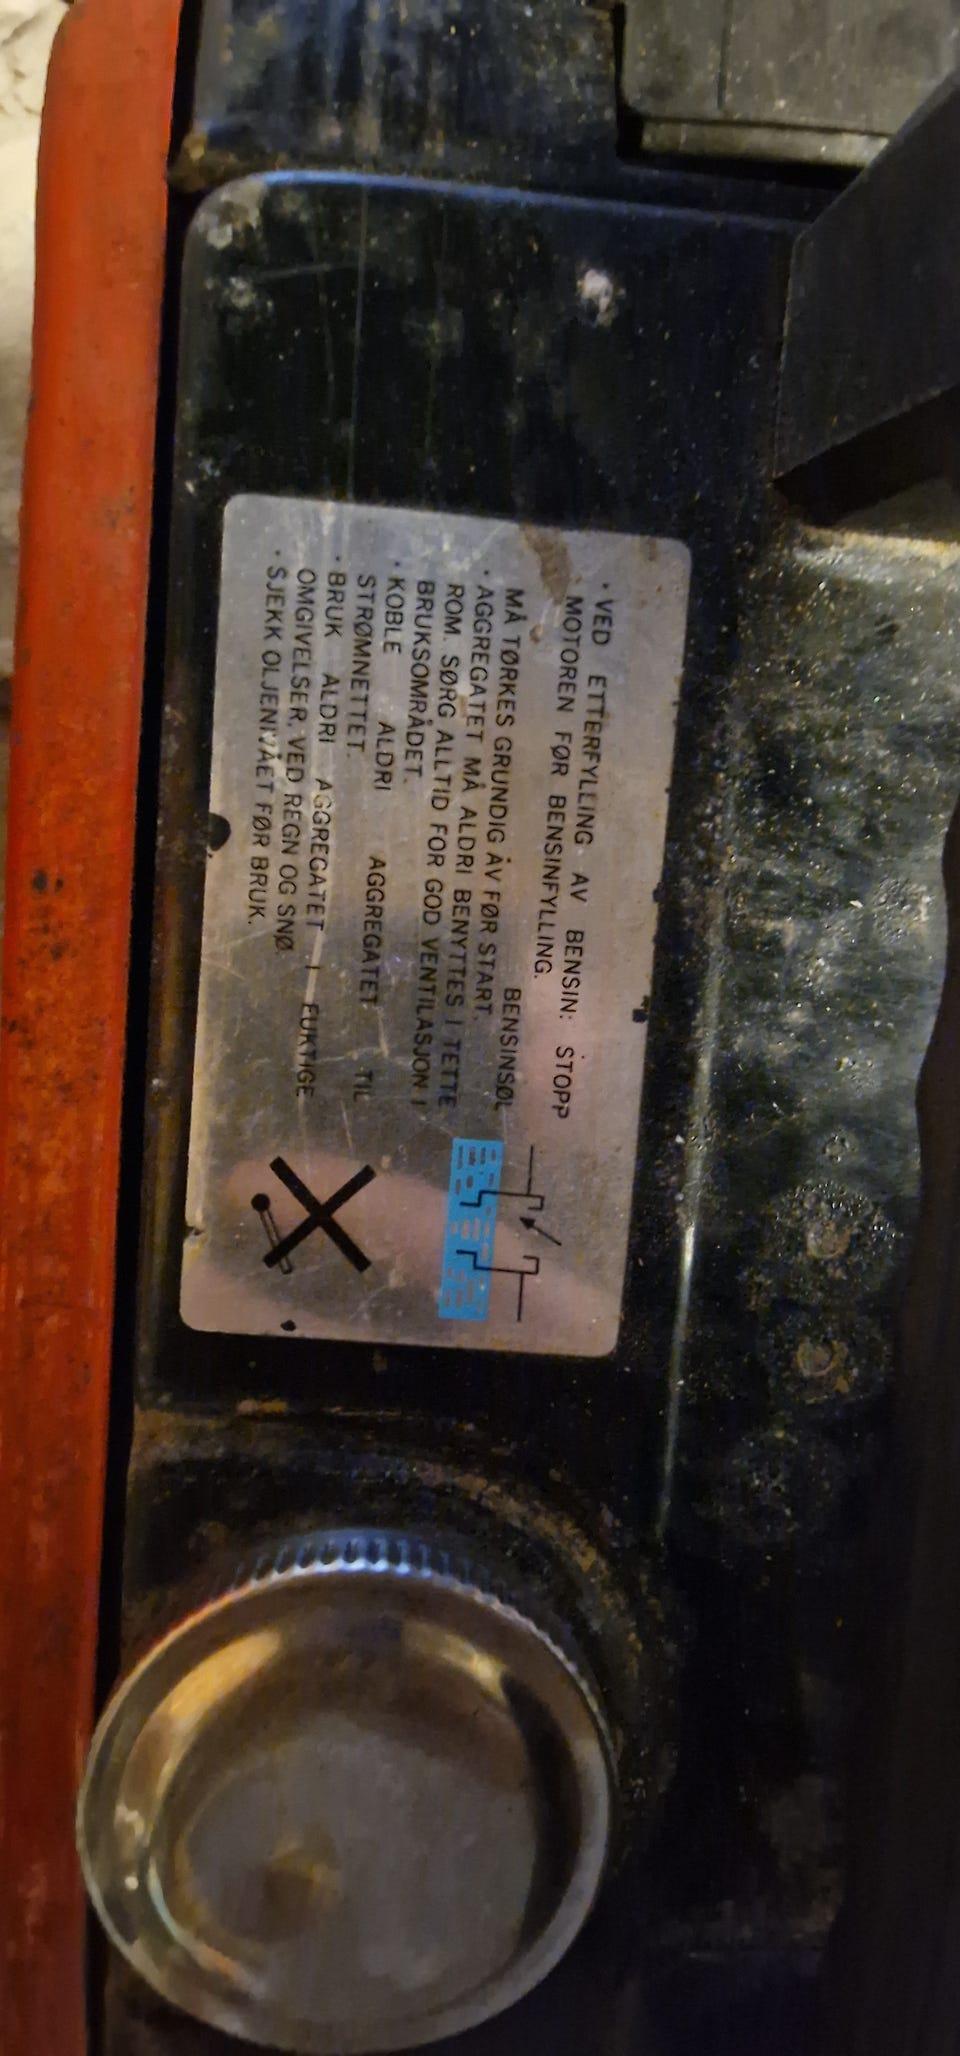 · VED ETTERFYLLING AV BENSIN: STOPP
MOTOREN FØR BENSINFYLLING.
BENSINSØL
MÅ TØRKES GRUNDIG AV FØR START.
· AGGREGATET MÅ ALDRI BENYTTES I TETTE
ROM. SØRG ALLTID FOR GOD VENTILASJON I
BRUKSOMRÅDET.
· KOBLE ALDRI AGGREGATET TIL
STRØMNETTET.
· BRUK ALDRI AGGREGATET I FUKTIGE
OMGIVELSER, VED REGN OG SNØ
· SJEKK OLJENIVÅET FØR BRUK.